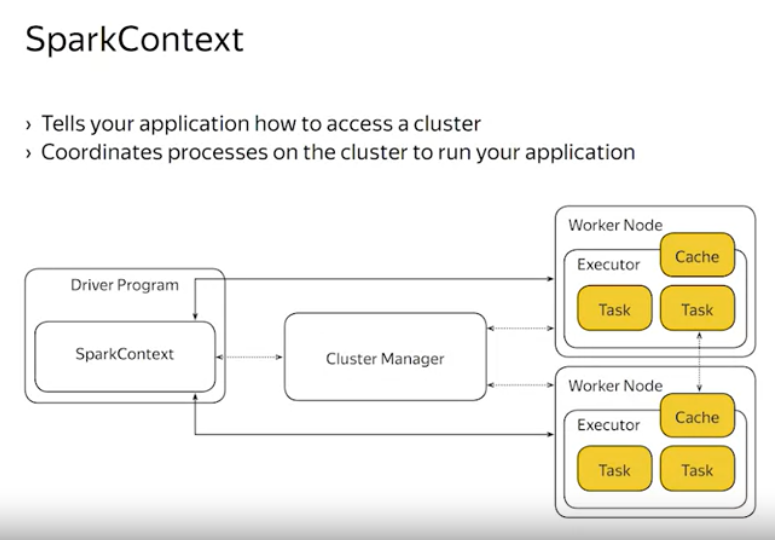 SparkContext
› Tells your application how to access a cluster
› Coordinates processes on the cluster to run your application
Driver Program
SparkContext
Cluster Manager
Worker Node
Cache
Executor
Task Task
Worker Node
Cache
Executor
Task Task